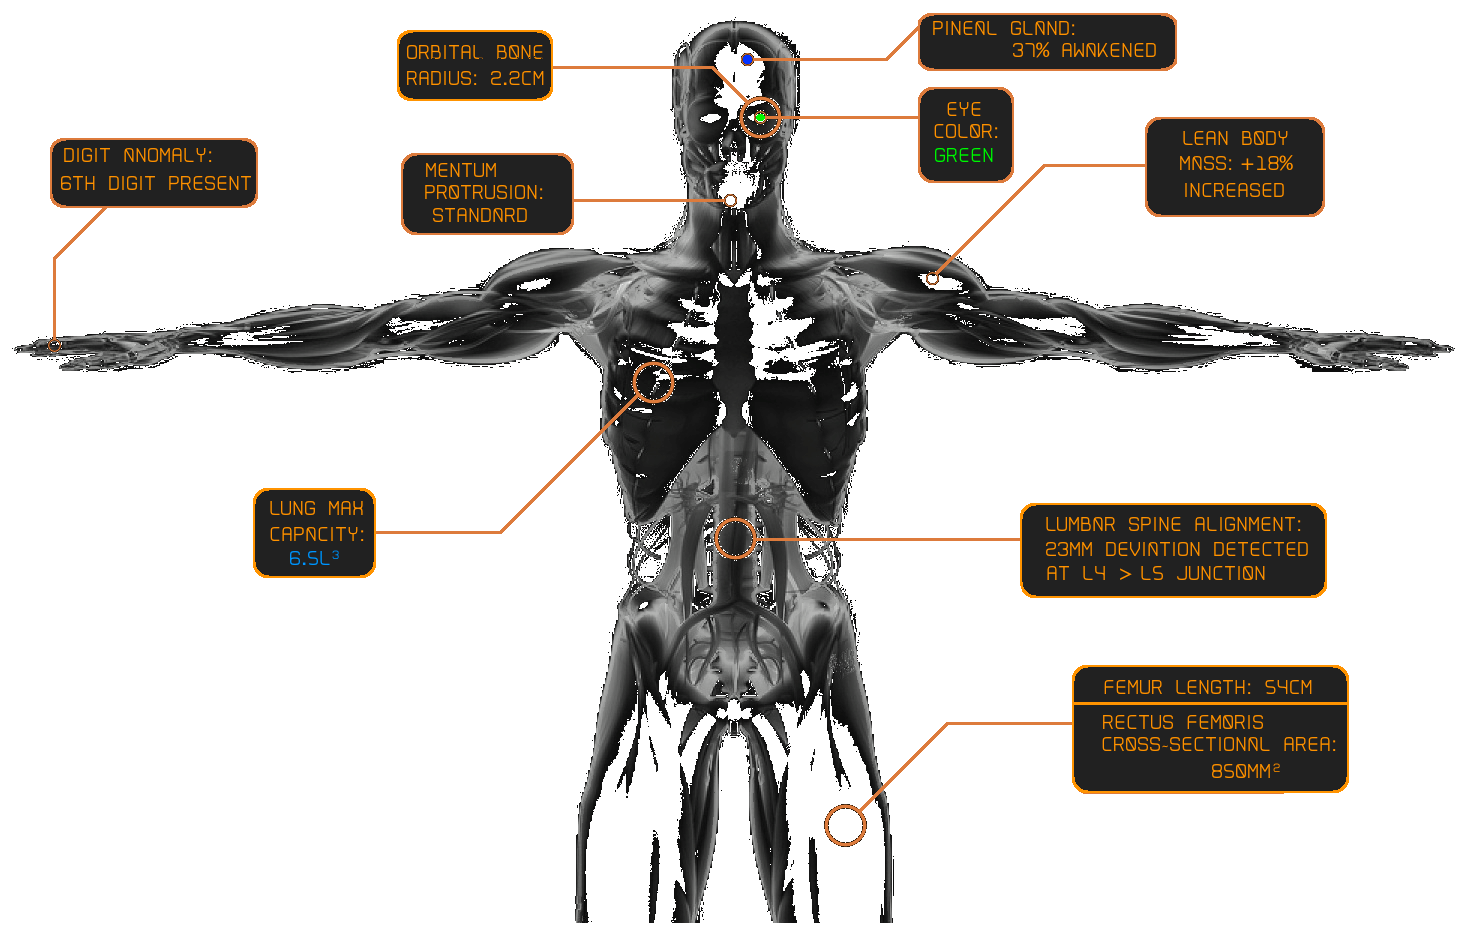 ORBITAL BONE
RADIUS: 2.2CM
PINEAL GLAND:
37% AWAKENED
EYE
COLOR:
GREEN
LEAN BODY
MASS: +18%
INCREASED
DIGIT ANOMALY:
6TH DIGIT PRESENT
MENTUM
PROTRUSION:
STANDARD
LUNG MAX
CAPACITY:
6.5L³
LUMBAR SPINE ALIGNMENT:
23MM DEVIATION DETECTED
AT L4 > L5 JUNCTION
FEMUR LENGTH: 54CM
RECTUS FEMORIS
CROSS-SECTIONAL AREA:
850MM²